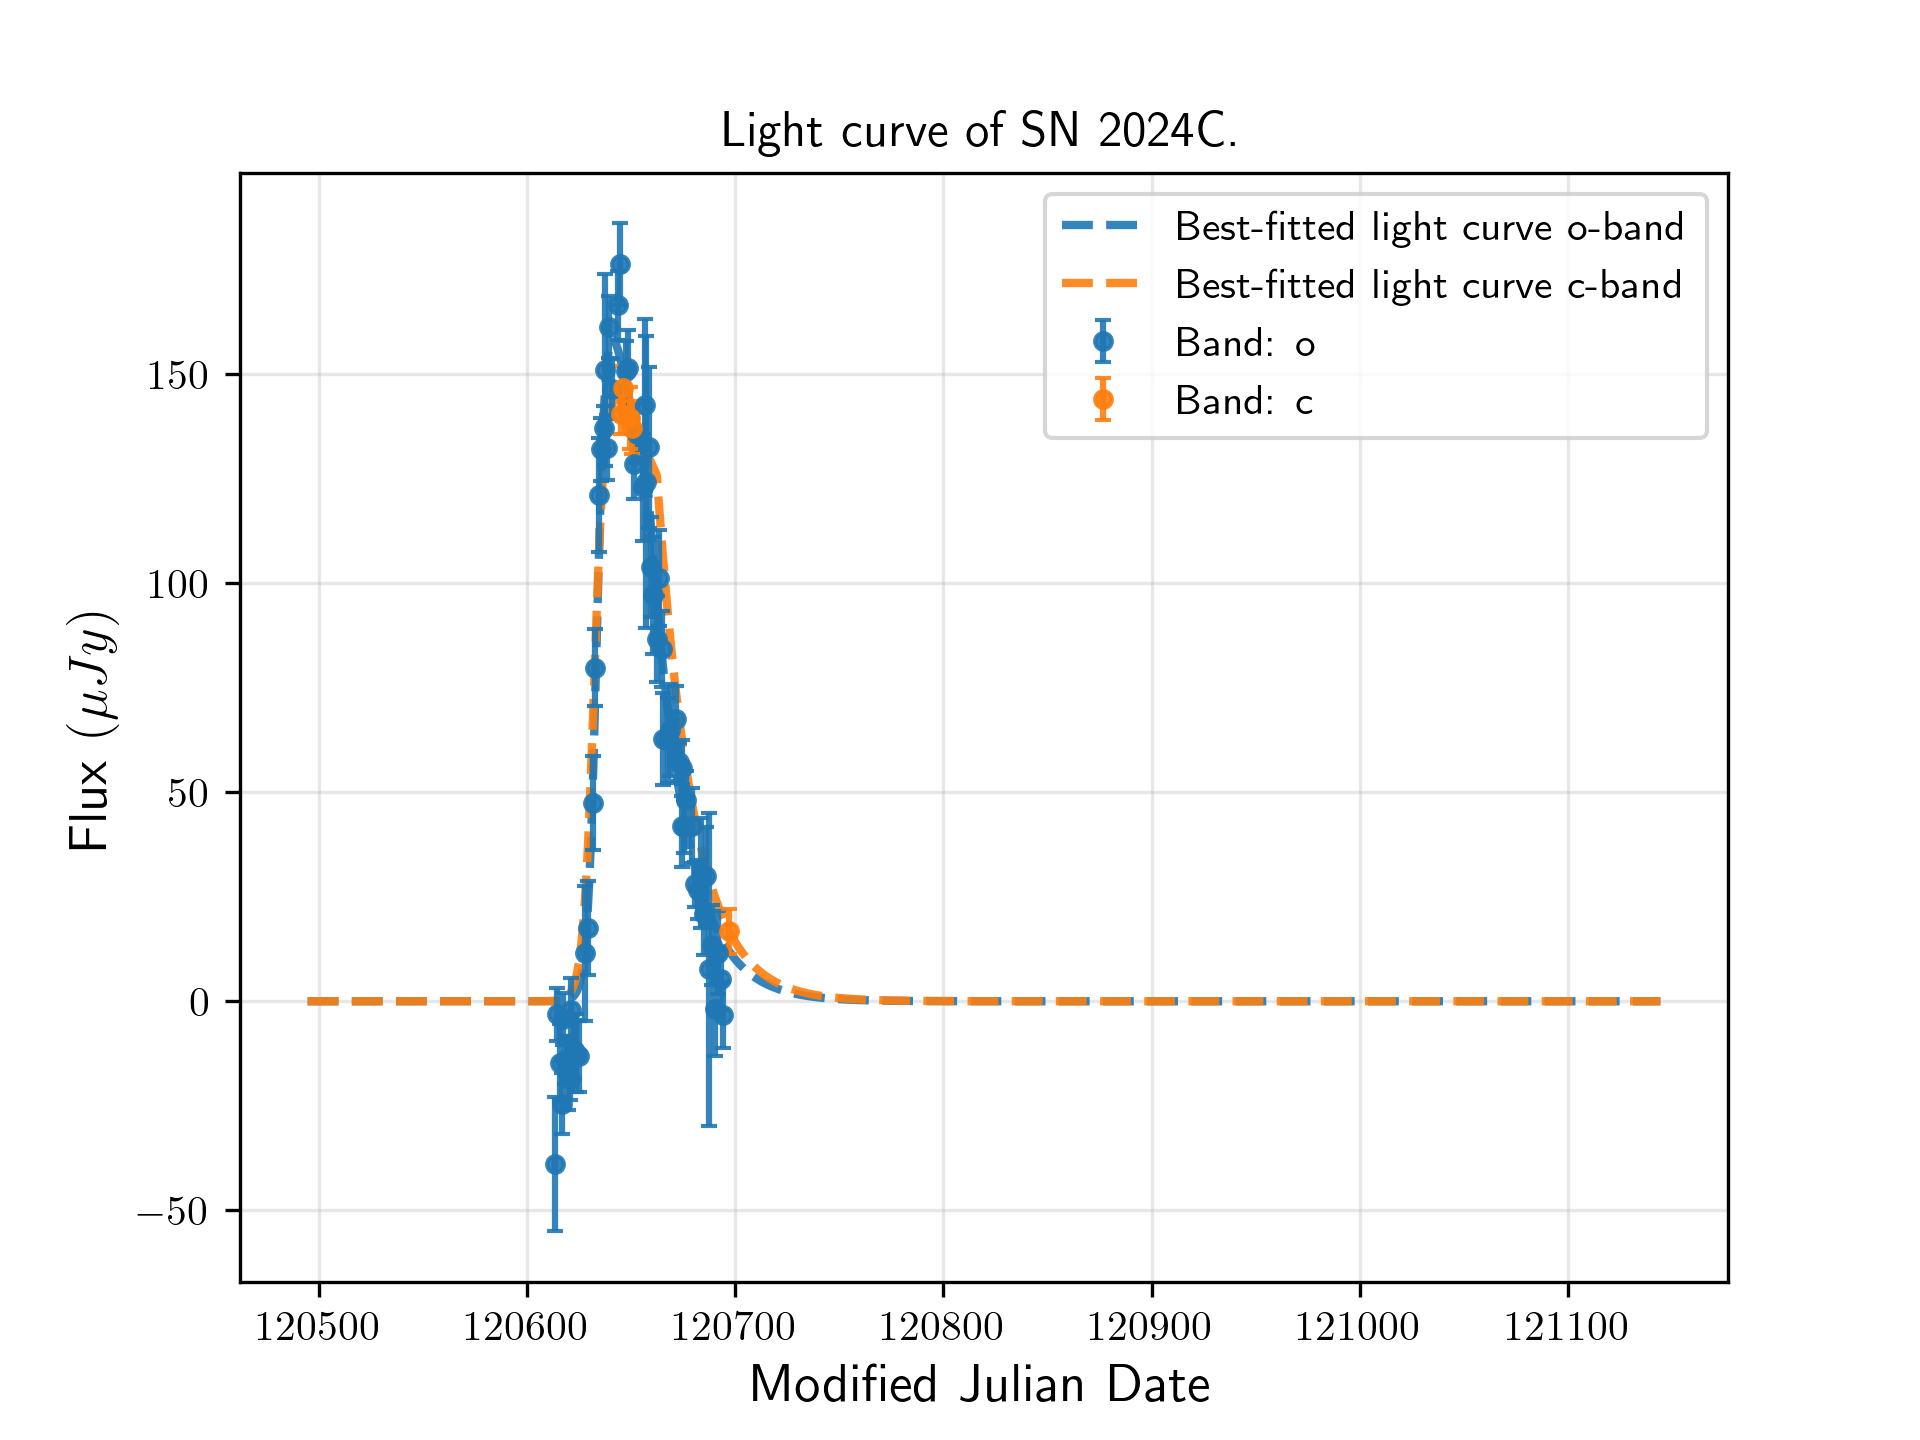 Light curve of SN 2024C.
Best-fitted light curve o-band
Best-fitted light curve c-band
Band: o
Band: c
150
100
50
0
−50
Flux (μJy)
120500 120600 120700 120800 120900 121000 121100
Modified Julian Date